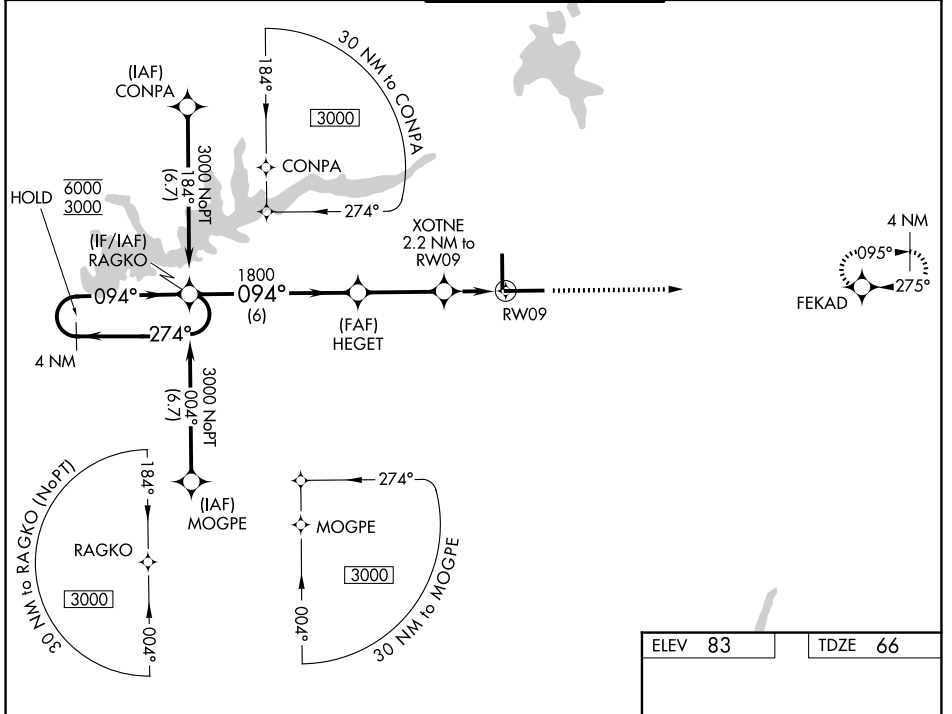 (IAF)
CONPA
3000 NoPT
184°
(6.7)
30 NM to CONPA
184°
3000
CONPA
274°
HOLD
6000
3000
(IF/IAF)
RAGKO
094°
274°
4 NM
1800
094°
(6)
(FAF)
HEGET
XOTNE
2.2 NM to
RW09
RW09
4 NM
095°
275°
FEKAD
3000 NoPT
004°
(6.7)
(IAF)
MOGPE
30 NM to RAGKO (NoPT)
184°
RAGKO
3000
004°
274°
MOGPE
3000
004°
30 NM to MOGPE
ELEV 83
TDZE 66